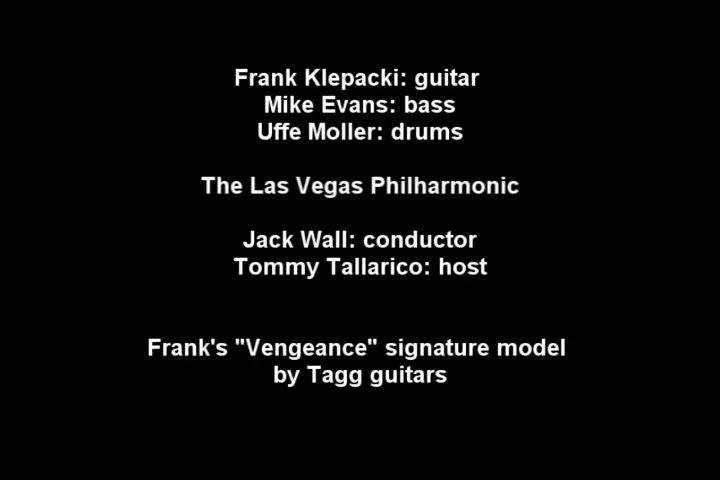 Frank Klepacki: guitar
Mike Evans: bass
Uffe Moller: drums
The Las Vegas Philharmonic
Jack Wall: conductor
Tommy Tallarico: host
Frank's "Vengeance" signature model
by Tagg guitars